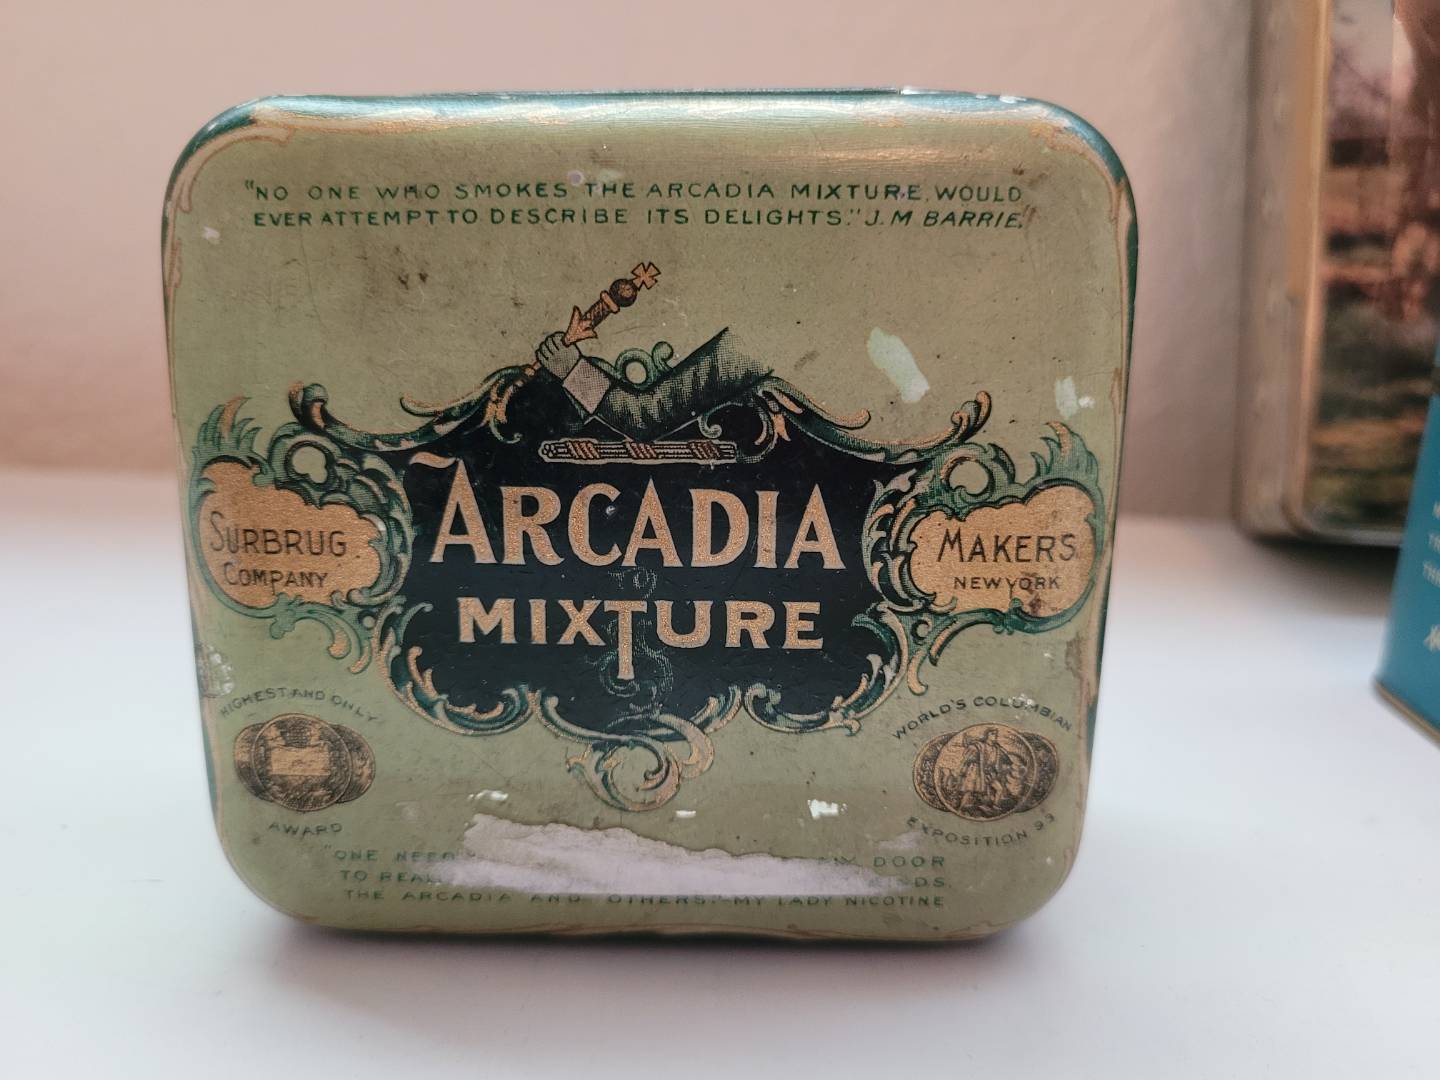 "NO ONE WHO SMOKES THE ARCADIA MIXTURE, WOULD
EVER ATTEMPT TO DESCRIBE ITS DELIGHTS." J. M BARRIE,"
ARCADIA
MIXTURE
SURBRUG
COMPANY
MAKERS
NEW YORK
HIGHEST AND ONLY
AWARD
WORLD'S COLUMBIAN
EXPOSITION 93
"ONE NEED DOOR
TO
THE ARCADIA AND OTHERS."-MY LADY NICOTINE